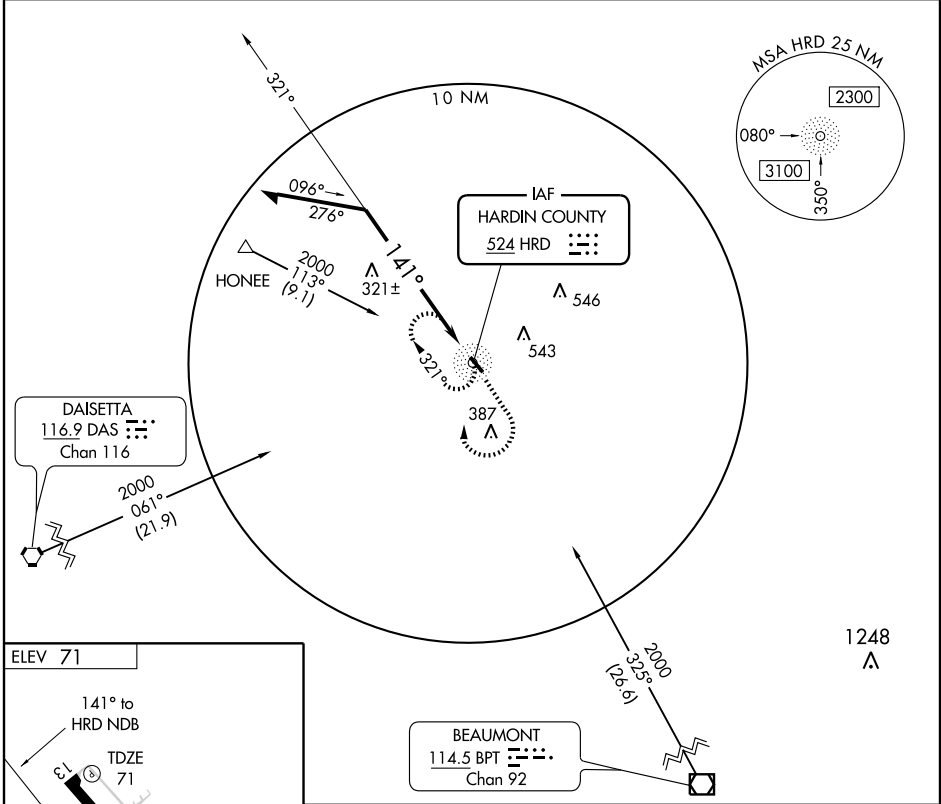 321°
10 NM
MSA HRD 25 NM
2300
080°
3100
350°
096°
276°
141°
IAF
HARDIN COUNTY
524 HRD
HONEE
2000
113°
(9.1)
321±
546
543
321°
387
DAISETTA
116.9 DAS
Chan 116
2000
061°
(21.9)
2000
325°
(26.6)
1248
BEAUMONT
114.5 BPT
Chan 92
ELEV 71
141° to
HRD NDB
TDZE
71
13
P